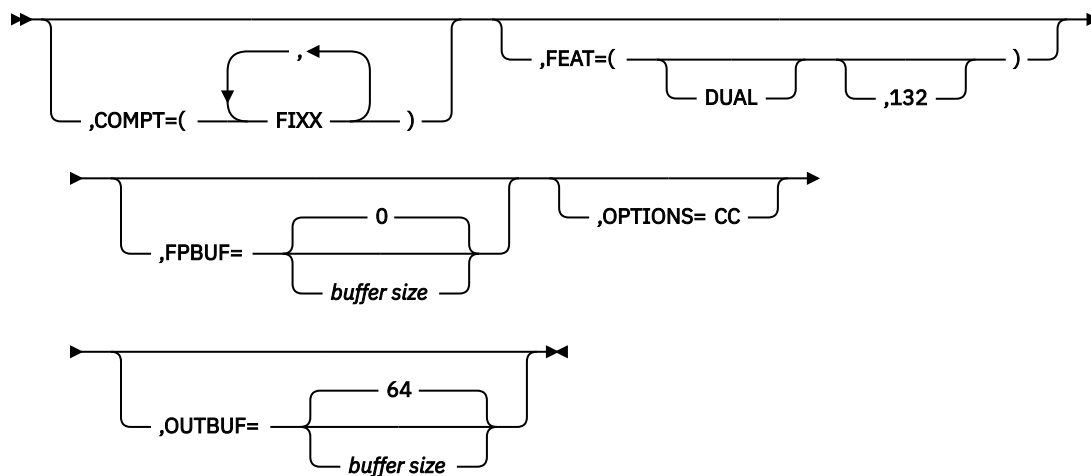 ,COMPT=( FIXX , )
,FEAT=( DUAL ,132 )
,FPBUF= 0 buffer size
,OPTIONS= CC
,OUTBUF= 64 buffer size